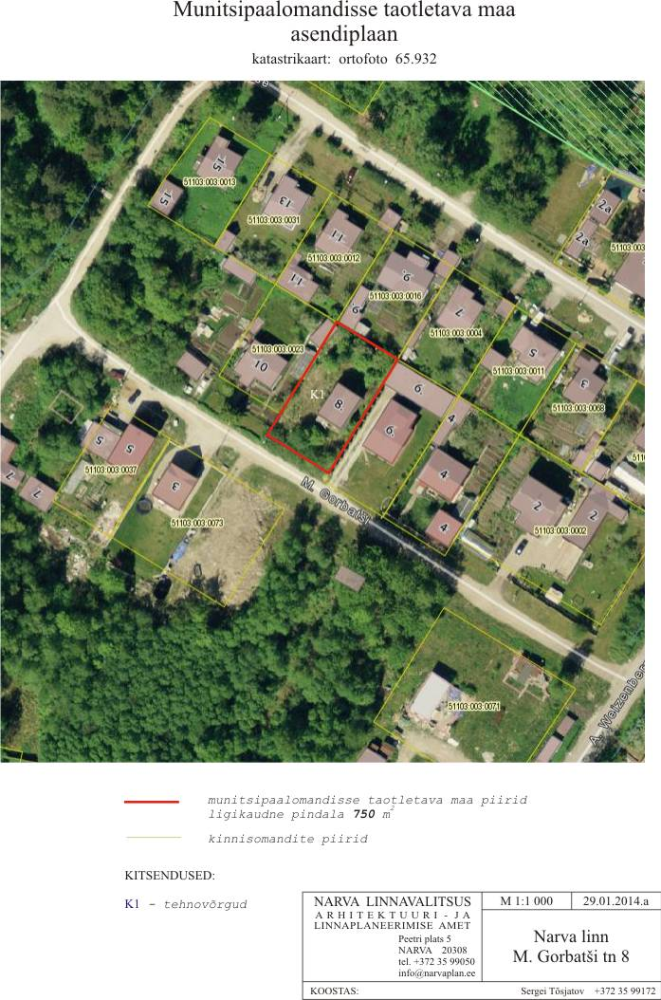 Munitsipaalomandisse taotletava maa
asendiplaan
katastrikaart: ortofoto 65.932
15
51103:003:0013
15
13
51103:003:0031
11
51103:003:0012
11
9.
51103:003:0016
9.
7
51103:003:0004
5
51103:003:0011
3
51103:003:0068
2a
2a
51103:003
51103:003:0023
10
K1
8.
6.
6.
4
4
4
2
2
51103:003:0002
5
5
51103:003:0037
7
7
3
51103:003:0073
M. Gorbatši
51103:003:0071
A. Weizenberg
munitsipaalomandisse taotletava maa piirid
ligikaudne pindala 750 m²
kinnisomandite piirid
KITSENDUSED:
K1 - tehnovõrgud
NARVA LINNAVALITSUS
ARHITEKTUURI- JA
LINNAPLANEERIMISE AMET
Peetri plats 5
NARVA 20308
tel. +372 35 99050
info@narvaplan.ee
M 1:1 000
29.01.2014.a
Narva linn
M. Gorbatši tn 8
KOOSTAS:
Sergei Tõsjatov +372 35 99172